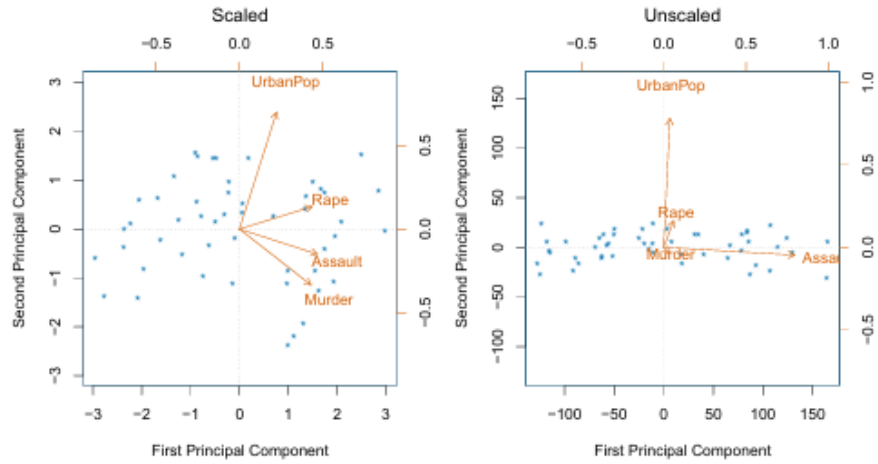 Scaled
−0.5 0.0 0.5
UrbanPop
Rape
Assault
Murder
3
2
1
0
−1
−2
−3
Second Principal Component
0.5
0.0
−0.5
−3 −2 −1 0 1 2 3
First Principal Component
Unscaled
−0.5 0.0 0.5 1.0
UrbanPop
Rape
Murder
Assau
150
100
50
0
−50
−100
Second Principal Component
1.0
0.5
0.0
−0.5
−100 −50 0 50 100 150
First Principal Component